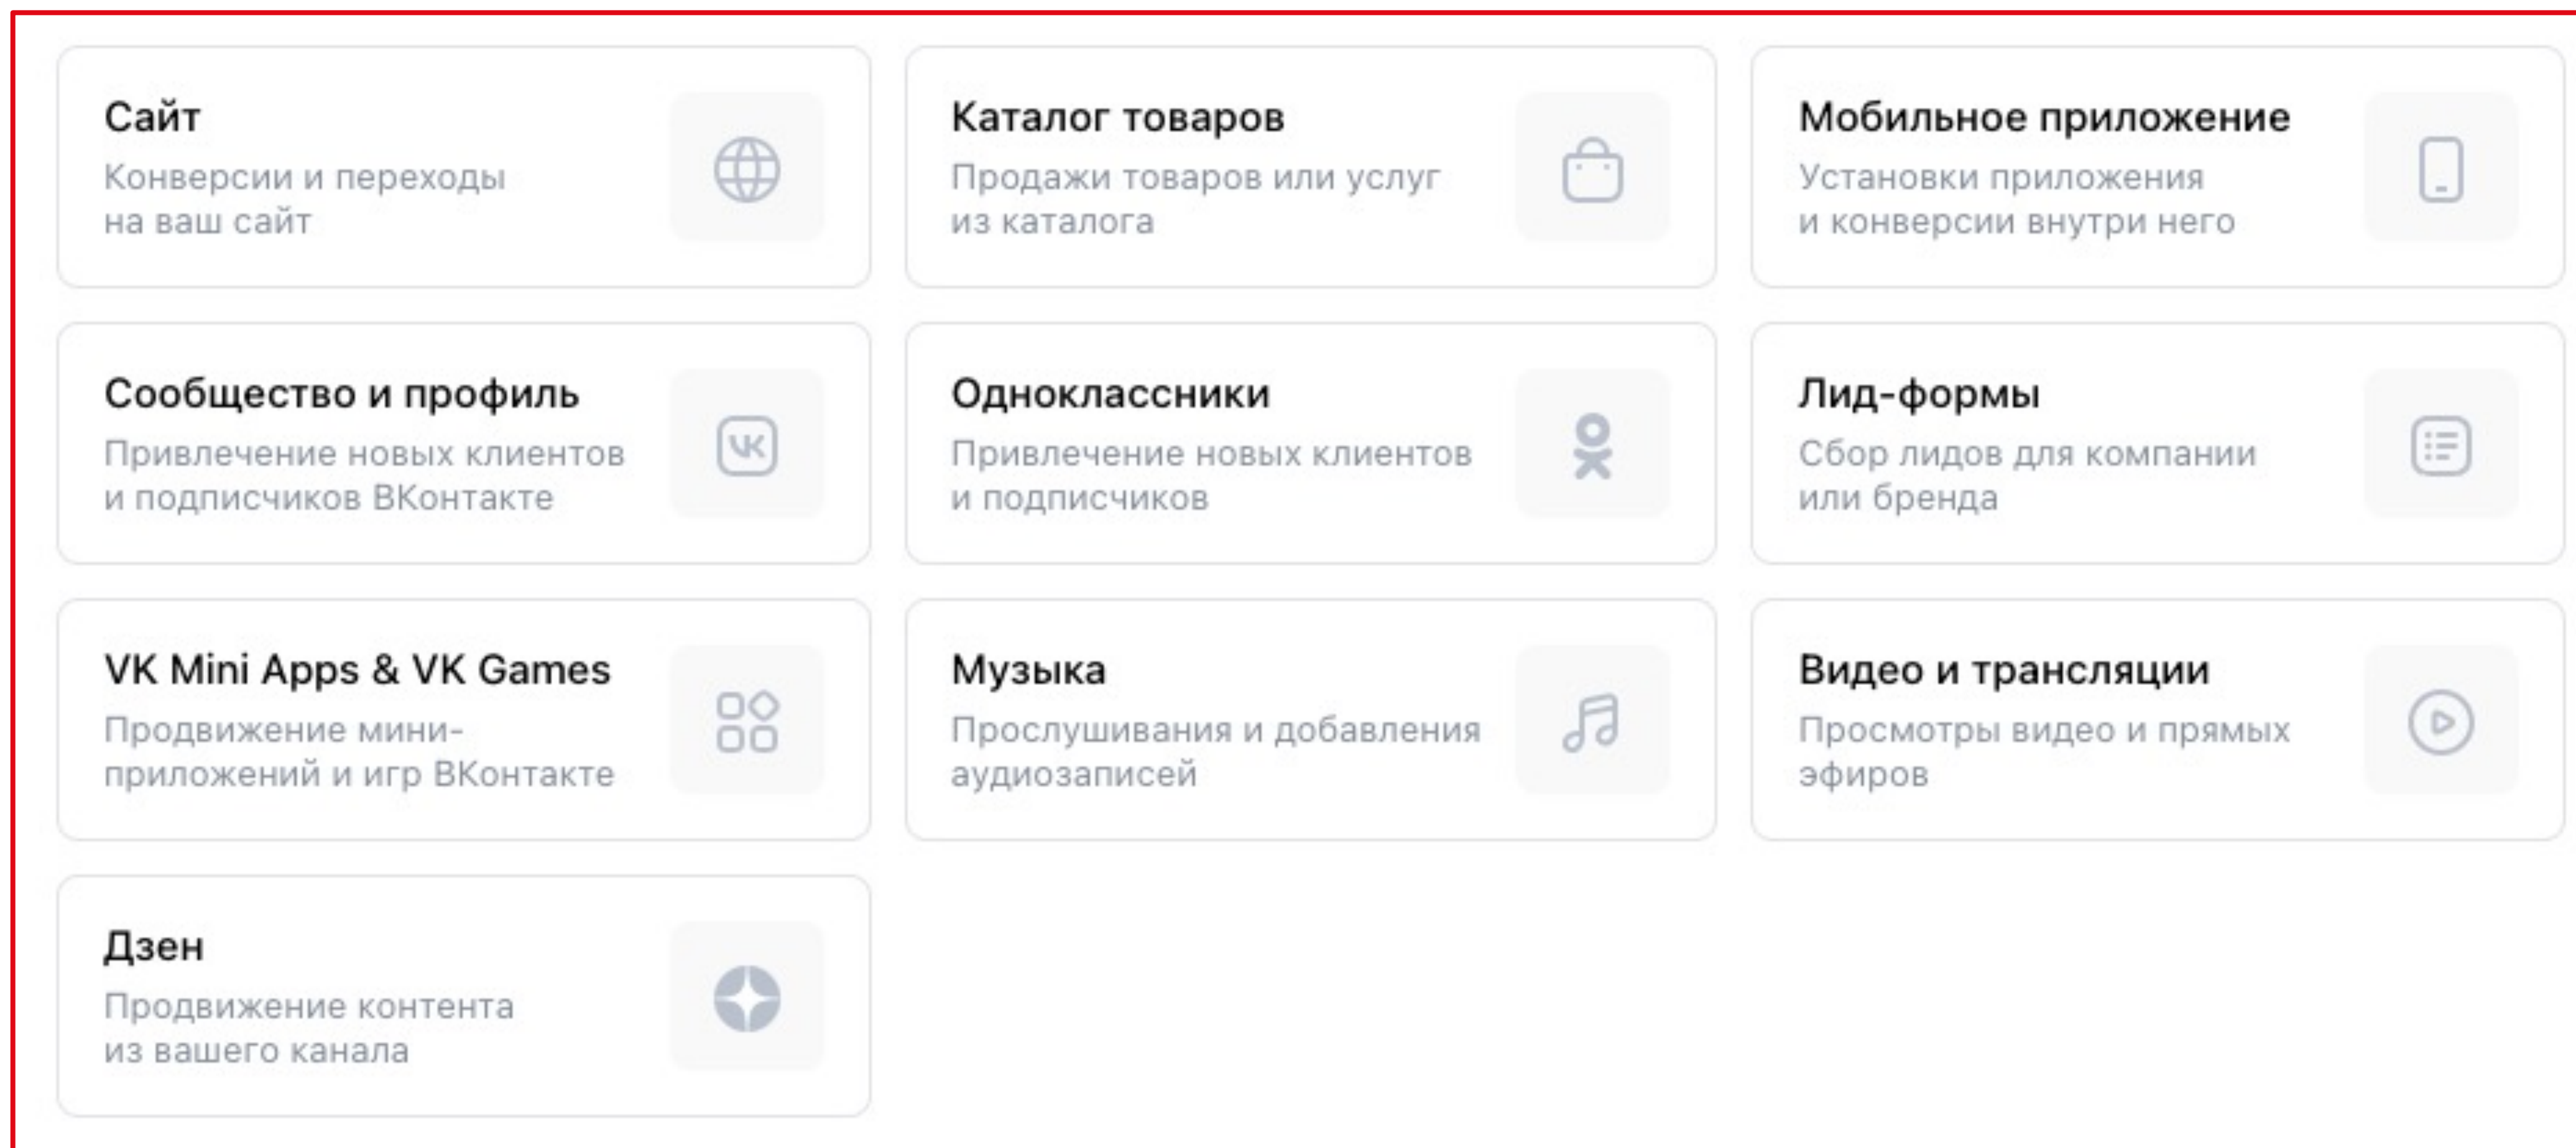 Сайт
Конверсии и переходы
на ваш сайт
Каталог товаров
Продажи товаров или услуг
из каталога
Мобильное приложение
Установки приложения
и конверсии внутри него
Сообщество и профиль
Привлечение новых клиентов
и подписчиков ВКонтакте
Одноклассники
Привлечение новых клиентов
и подписчиков
Лид-формы
Сбор лидов для компании
или бренда
VK Mini Apps & VK Games
Продвижение мини-
приложений и игр ВКонтакте
Музыка
Прослушивания и добавления
аудиозаписей
Видео и трансляции
Просмотры видео и прямых
эфиров
Дзен
Продвижение контента
из вашего канала